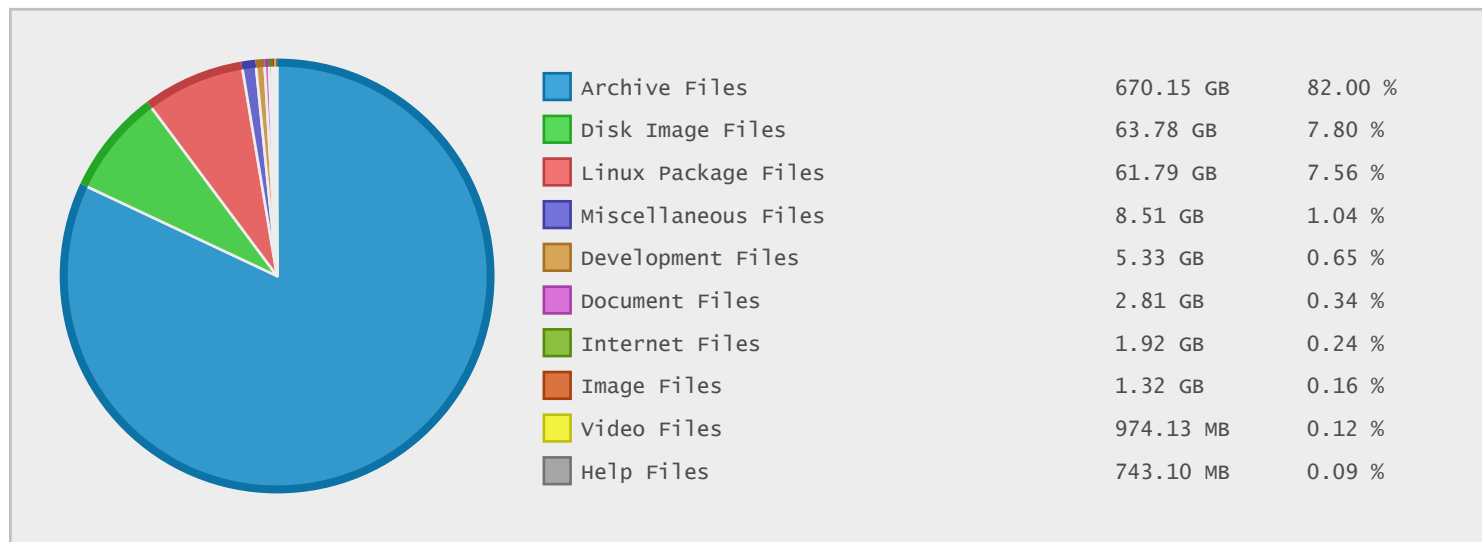 Archive Files 670.15 GB 82.00 %
Disk Image Files 63.78 GB 7.80 %
Linux Package Files 61.79 GB 7.56 %
Miscellaneous Files 8.51 GB 1.04 %
Development Files 5.33 GB 0.65 %
Document Files 2.81 GB 0.34 %
Internet Files 1.92 GB 0.24 %
Image Files 1.32 GB 0.16 %
Video Files 974.13 MB 0.12 %
Help Files 743.10 MB 0.09 %